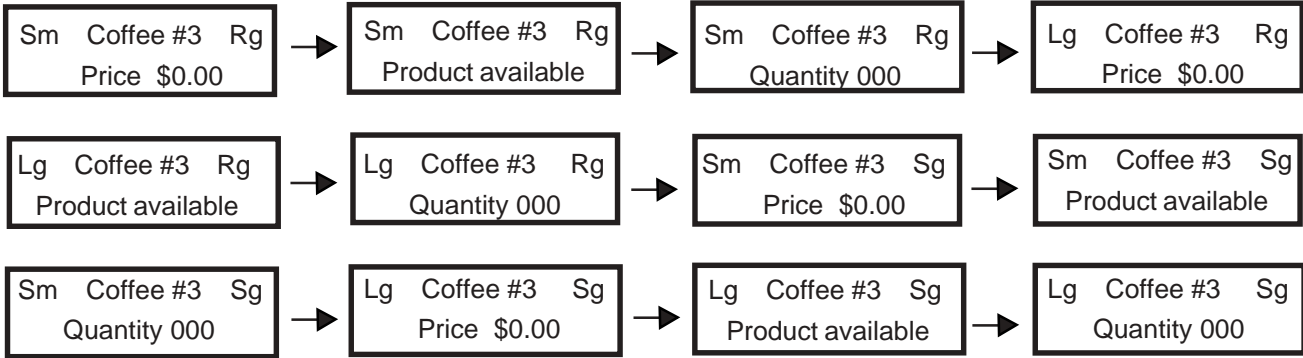 Sm Coffee #3 Rg
Price $0.00
Sm Coffee #3 Rg
Product available
Sm Coffee #3 Rg
Quantity 000
Lg Coffee #3 Rg
Price $0.00
Lg Coffee #3 Rg
Product available
Lg Coffee #3 Rg
Quantity 000
Sm Coffee #3 Sg
Price $0.00
Sm Coffee #3 Sg
Product available
Sm Coffee #3 Sg
Quantity 000
Lg Coffee #3 Sg
Price $0.00
Lg Coffee #3 Sg
Product available
Lg Coffee #3 Sg
Quantity 000